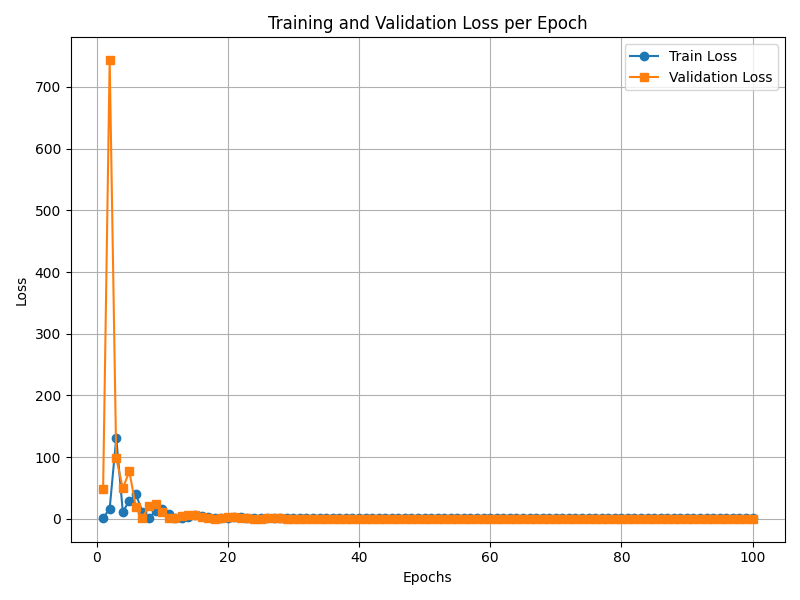 Training and Validation Loss per Epoch
Train Loss
Validation Loss
Loss
700
600
500
400
300
200
100
0
0 20 40 60 80 100
Epochs